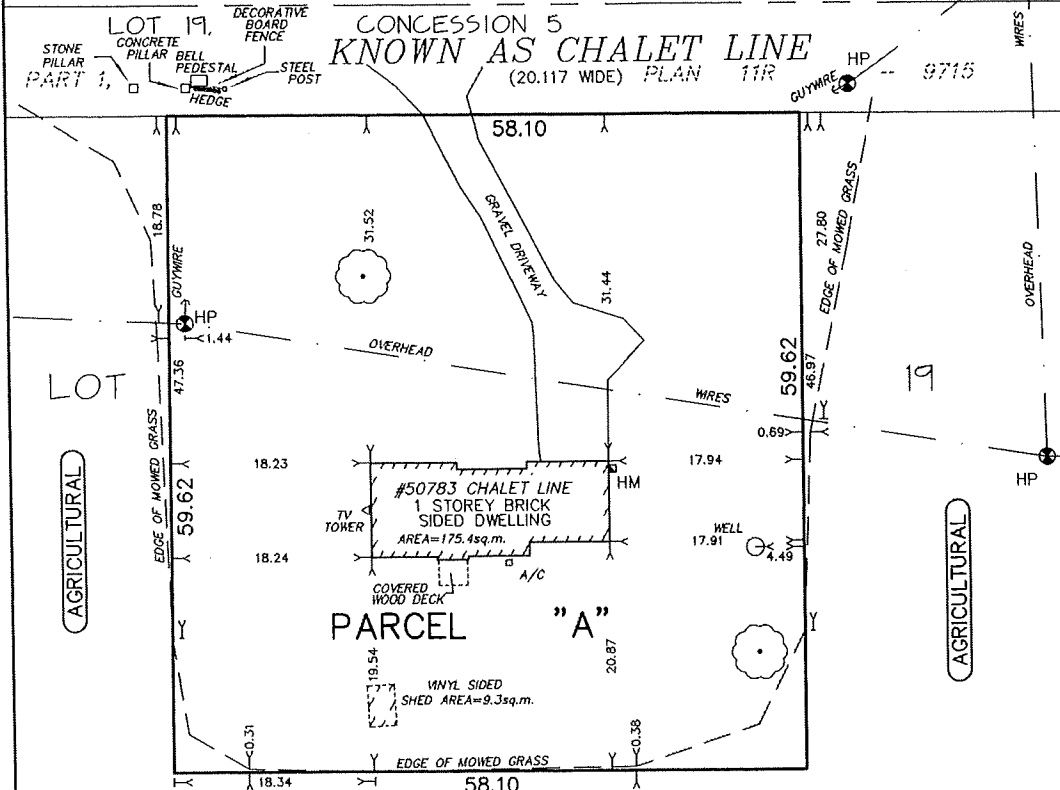 LOT 19,
CONCESSION 5
DECORATIVE
BOARD
FENCE
STONE
PILLAR
CONCRETE
PILLAR
BELL
PEDESTAL
STEEL
POST
HEDGE
KNOWN AS CHALET LINE
(20.117 WIDE)
PART 1,
PLAN 11R -- 9715
HP
GUYWIRE
WIRES
58.10
18.78
31.52
GRAVEL DRIVEWAY
31.44
27.80
EDGE OF MOWED GRASS
OVERHEAD
GUYWIRE
HP
1.44
OVERHEAD
WIRES
LOT
19
47.36
59.62
46.97
0.69
HP
EDGE OF MOWED GRASS
59.62
18.23
17.94
HM
#50783 CHALET LINE
1 STOREY BRICK
SIDED DWELLING
AREA=175.4sq.m.
TV
TOWER
WELL
17.91
4.49
18.24
A/C
COVERED
WOOD DECK
AGRICULTURAL
AGRICULTURAL
PARCEL "A"
19.54
20.87
VINYL SIDED
SHED AREA=9.3sq.m.
0.31
0.38
EDGE OF MOWED GRASS
18.34
58.10